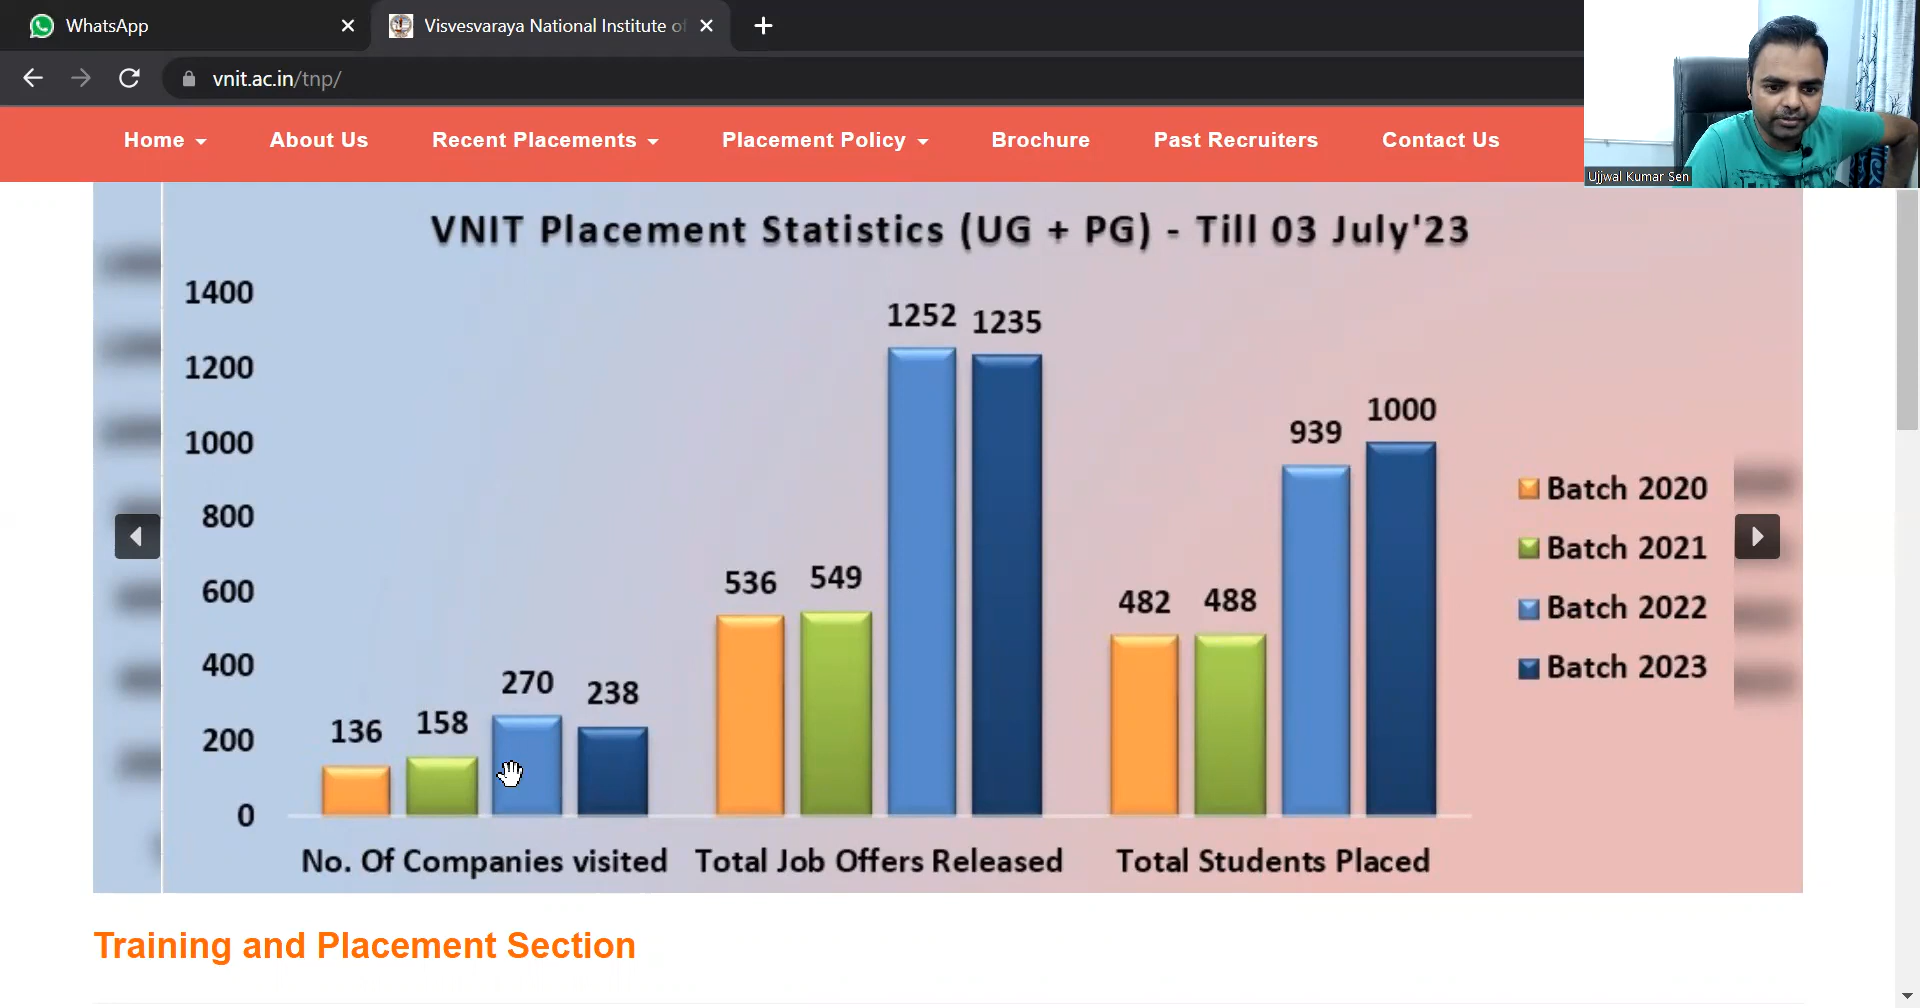 WhatsApp
Visvesvaraya National Institute of
vnit.ac.in/tnp/
Home
About Us
Recent Placements
Placement Policy
Brochure
Past Recruiters
Contact Us
Ujjwal Kumar Sen
VNIT Placement Statistics (UG + PG) - Till 03 July'23
1400
1200
1000
800
600
400
200
0
136
158
270
238
536
549
1252
1235
482
488
939
1000
No. Of Companies visited
Total Job Offers Released
Total Students Placed
Batch 2020
Batch 2021
Batch 2022
Batch 2023
Training and Placement Section